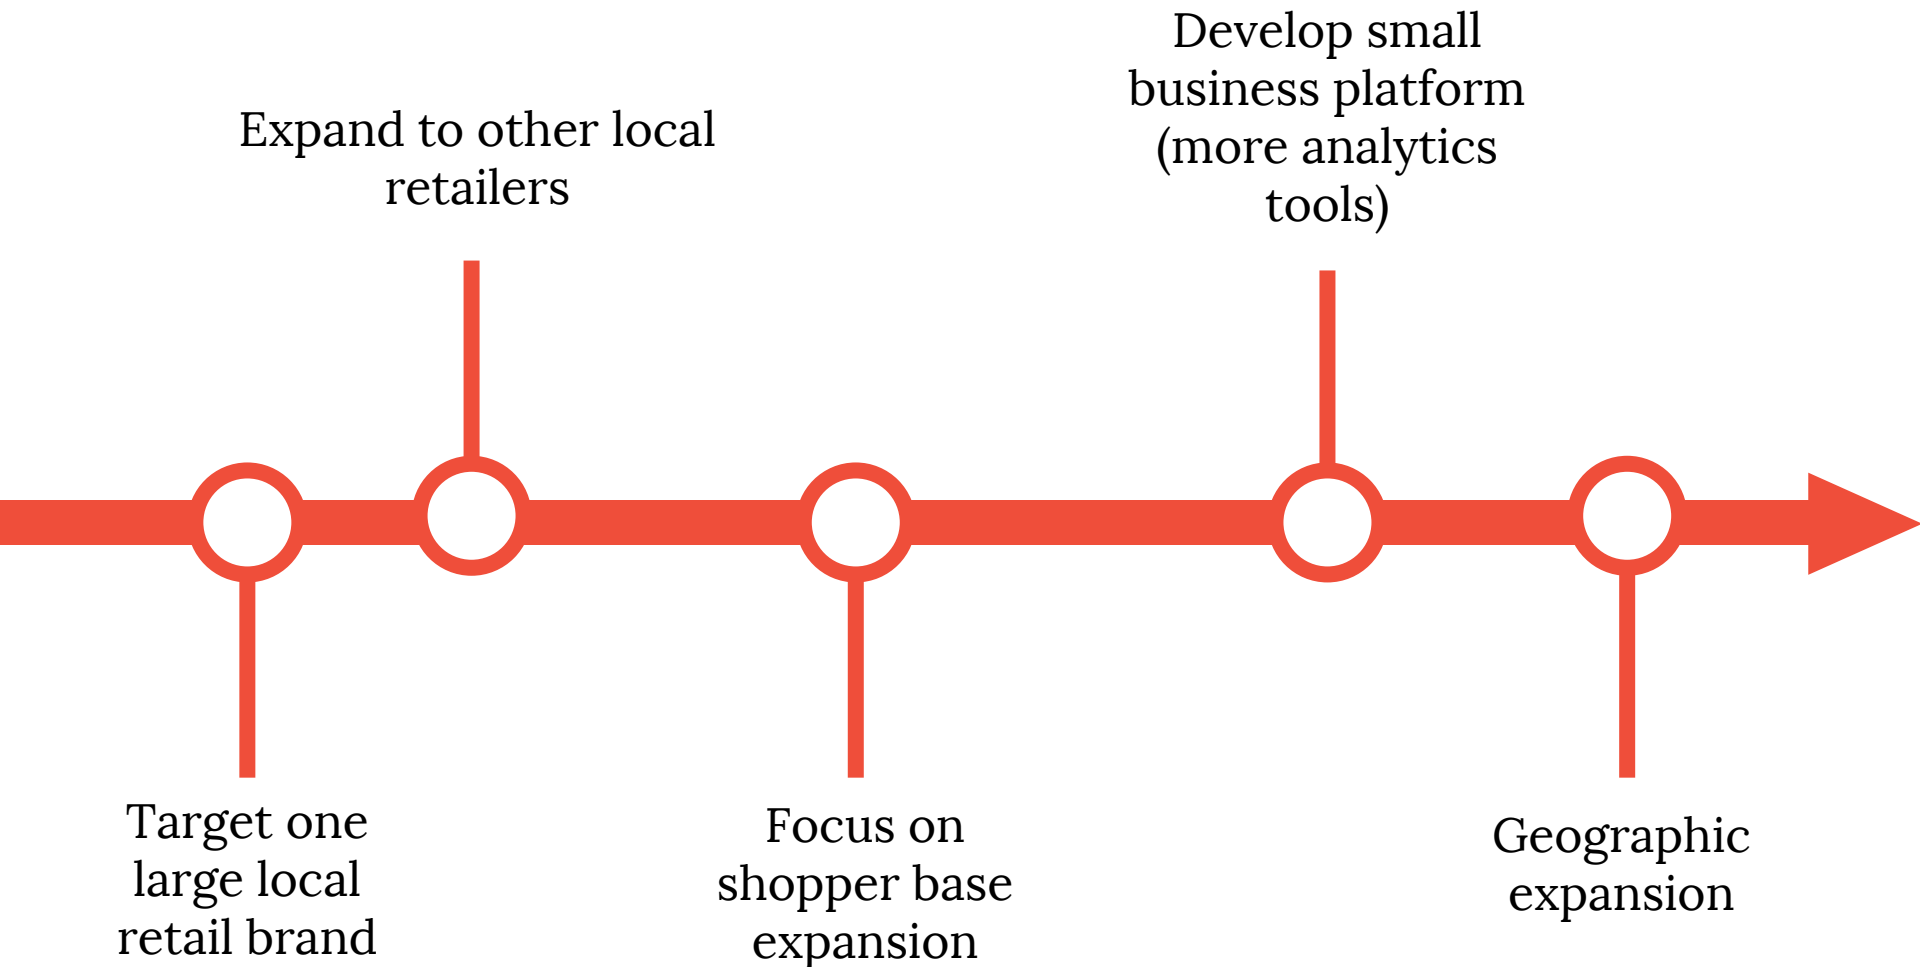 Develop small
business platform
(more analytics
tools)
Expand to other local
retailers
Target one
large local
retail brand
Focus on
shopper base
expansion
Geographic
expansion